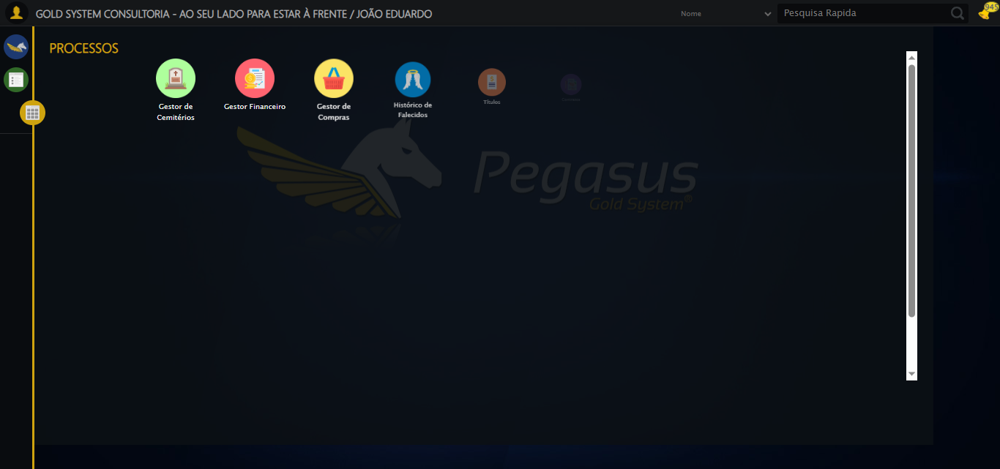 GOLD SYSTEM CONSULTORIA - AO SEU LADO PARA ESTAR À FRENTE / JOÃO EDUARDO
Nome
Pesquisa Rapida
945
PROCESSOS
Gestor de
Cemitérios
Gestor Financeiro
Gestor de
Compras
Histórico de
Falecidos
Títulos
Pegasus
Gold System®